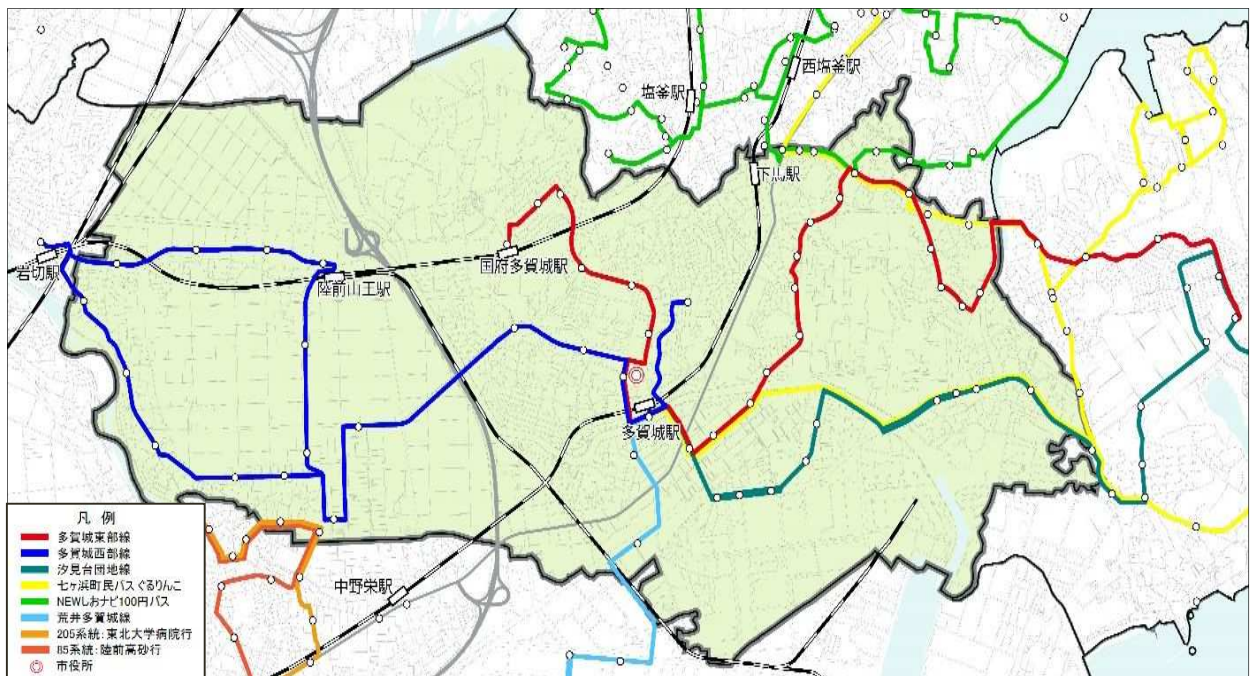 西塩釜駅
塩釜駅
下馬駅
岩切駅
国府多賀城駅
陸前山王駅
多賀城駅
中野栄駅
凡 例
多賀城東部線
多賀城西部線
汐見台団地線
七ヶ浜町民バスぐるりんこ
NEWしおナビ100円バス
荒井多賀城線
205系統:東北大学病院行
85系統:陸前高砂行
市役所